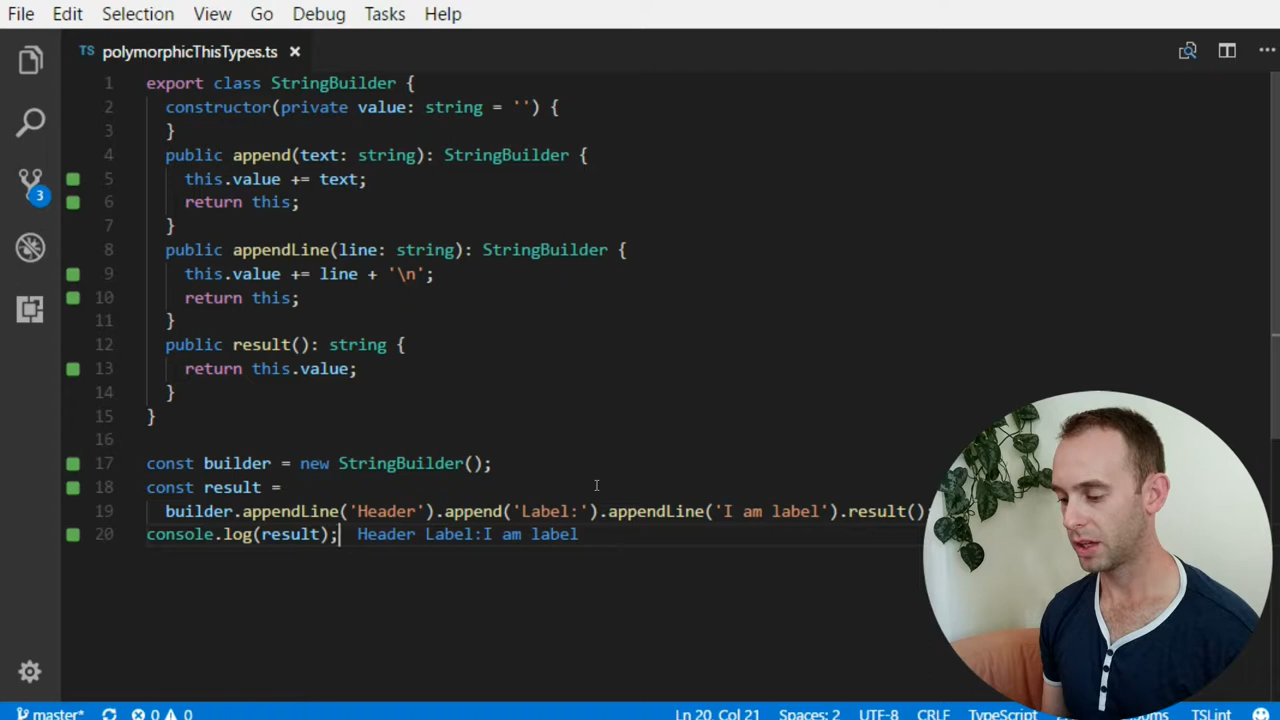 File Edit Selection View Go Debug Tasks Help
TS polymorphicThisTypes.ts ×
1 export class StringBuilder {
2 constructor(private value: string = '') {
3 }
4 public append(text: string): StringBuilder {
5 this.value += text;
6 return this;
7 }
8 public appendLine(line: string): StringBuilder {
9 this.value += line + '\n';
10 return this;
11 }
12 public result(): string {
13 return this.value;
14 }
15 }
16
17 const builder = new StringBuilder();
18 const result =
19 builder.appendLine('Header').append('Label:').appendLine('I am label').result();
20 console.log(result); Header Label:I am label
3
master* 0 0 Ln 20, Col 21 Spaces: 2 UTF-8 CRLF TypeScript TSLint